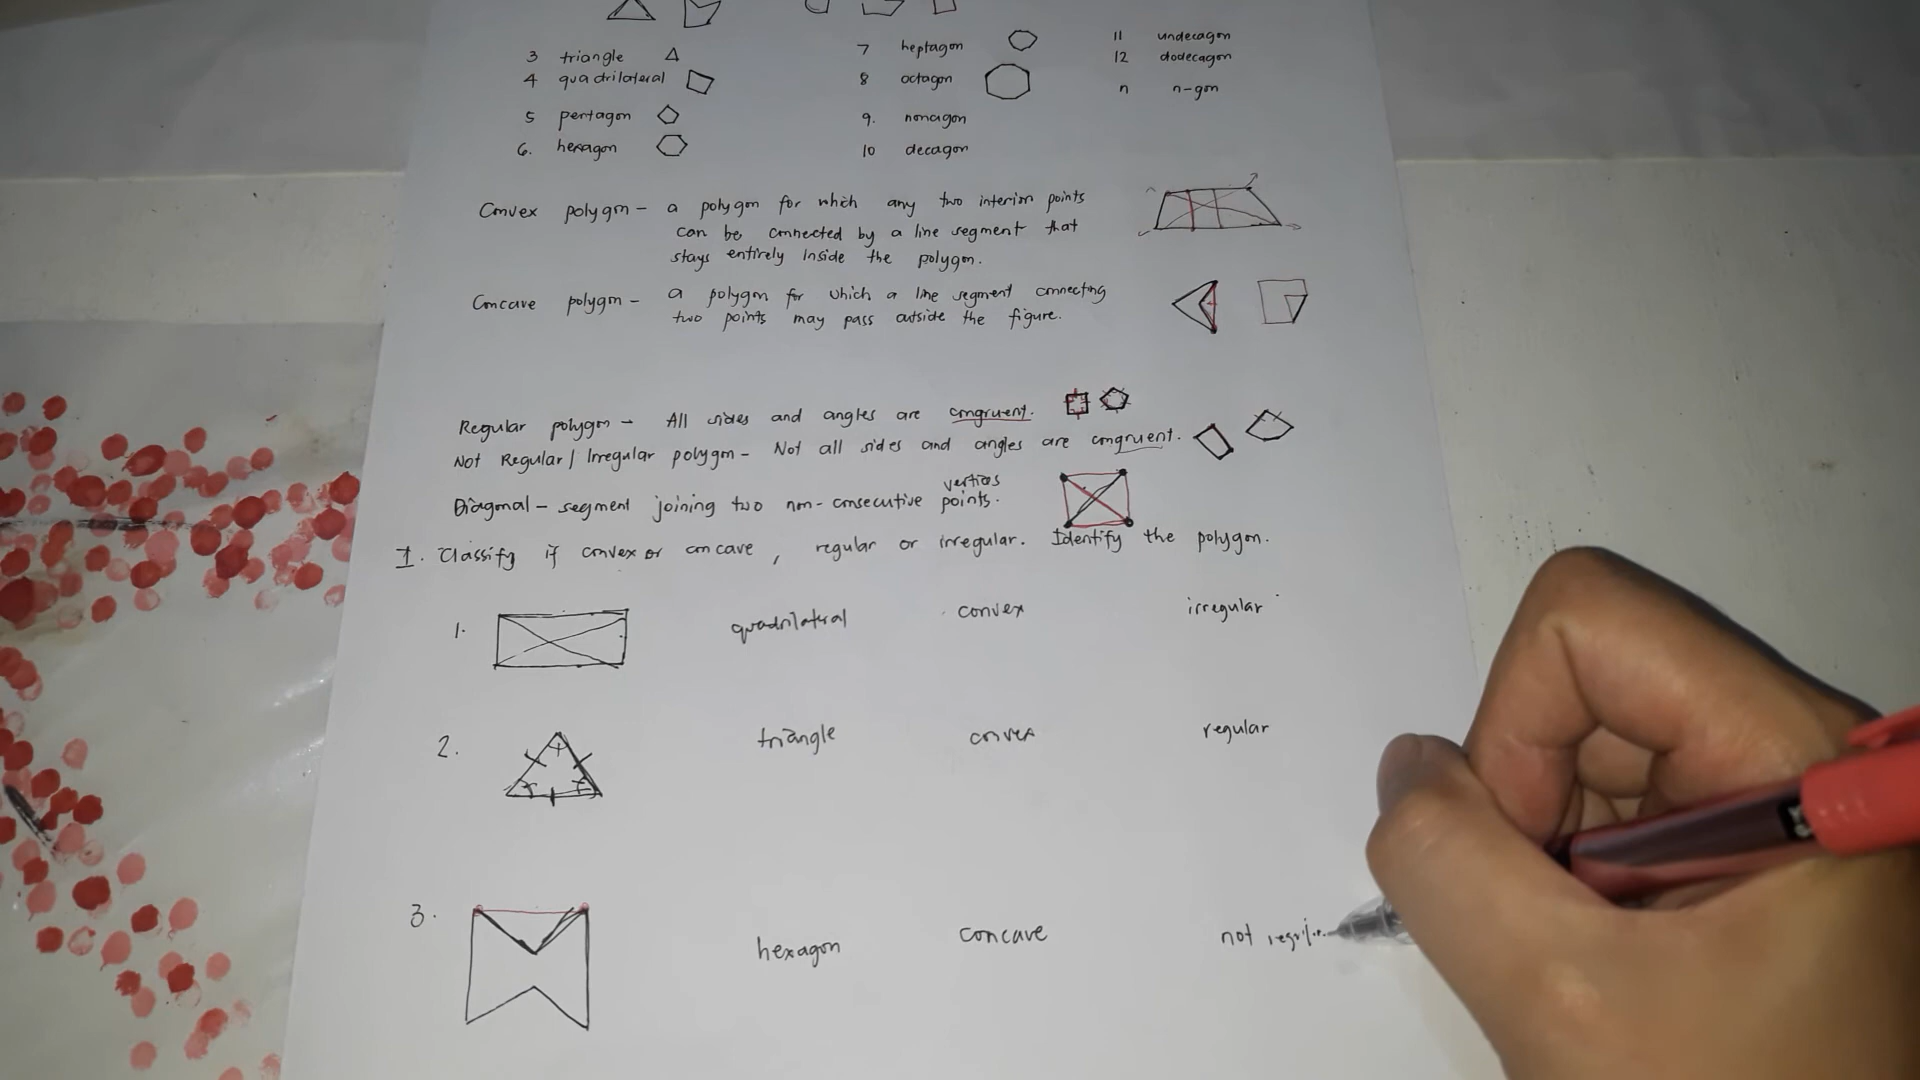 3 triangle
4 quadrilateral
5 pentagon
6. hexagon
7 heptagon
8 octagon
9. nonagon
10 decagon
11 undecagon
12 dodecagon
n n-gon
Convex polygon - a polygon for which any two interior points
can be connected by a line segment that
stays entirely inside the polygon.
Concave polygon - a polygon for which a line segment connecting
two points may pass outside the figure.
Regular polygon - All sides and angles are congruent.
Not Regular / Irregular polygon - Not all sides and angles are congruent.
vertices
Diagonal - segment joining two non-consecutive points.
I. Classify if convex or concave, regular or irregular. Identify the polygon.
1. quadrilateral convex irregular
2. triangle convex regular
3. hexagon concave not